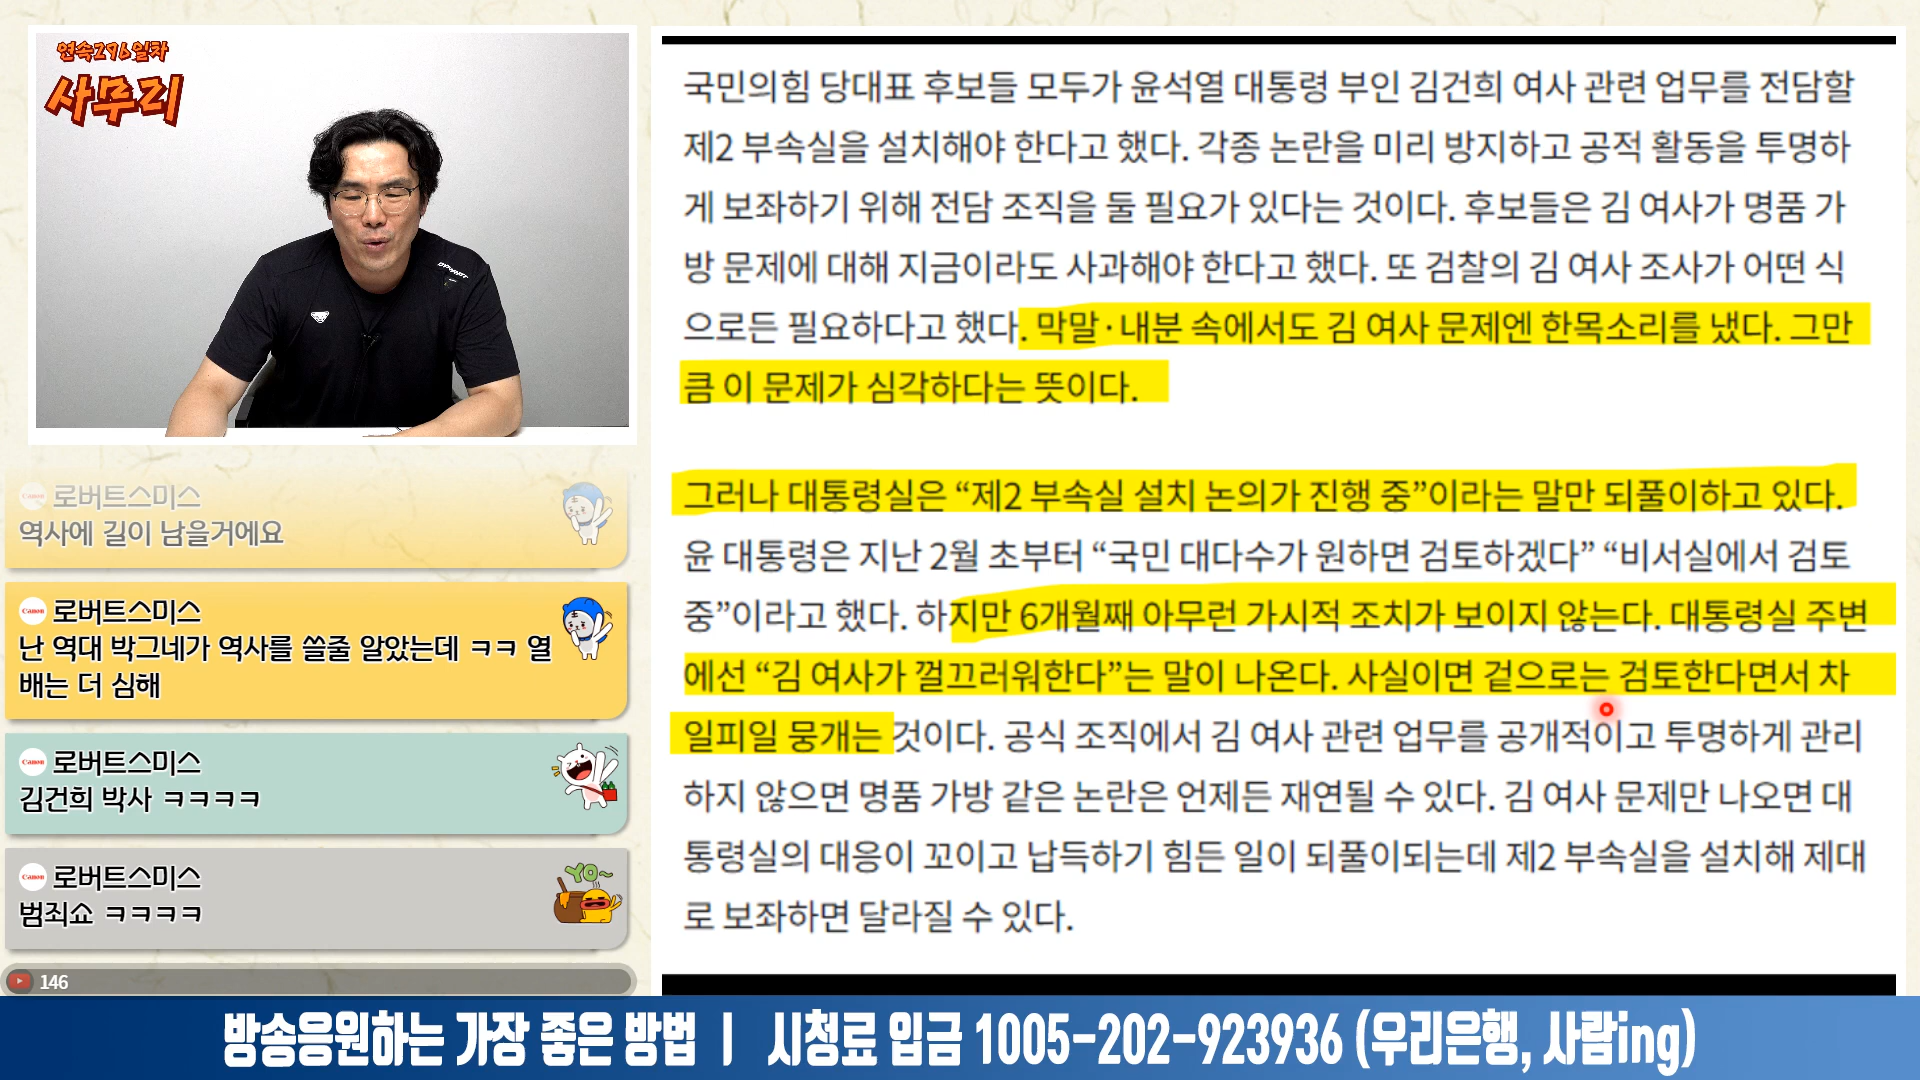 연속276일차
사무리
국민의힘 당대표 후보들 모두가 윤석열 대통령 부인 김건희 여사 관련 업무를 전담할
제2 부속실을 설치해야 한다고 했다. 각종 논란을 미리 방지하고 공적 활동을 투명하
게 보좌하기 위해 전담 조직을 둘 필요가 있다는 것이다. 후보들은 김 여사가 명품 가
방 문제에 대해 지금이라도 사과해야 한다고 했다. 또 검찰의 김 여사 조사가 어떤 식
으로든 필요하다고 했다. 막말·내분 속에서도 김 여사 문제엔 한목소리를 냈다. 그만
큼 이 문제가 심각하다는 뜻이다.
그러나 대통령실은 “제2 부속실 설치 논의가 진행 중”이라는 말만 되풀이하고 있다.
윤 대통령은 지난 2월 초부터 “국민 대다수가 원하면 검토하겠다” “비서실에서 검토
중”이라고 했다. 하지만 6개월째 아무런 가시적 조치가 보이지 않는다. 대통령실 주변
에선 “김 여사가 껄끄러워한다”는 말이 나온다. 사실이면 겉으로는 검토한다면서 차
일피일 뭉개는 것이다. 공식 조직에서 김 여사 관련 업무를 공개적이고 투명하게 관리
하지 않으면 명품 가방 같은 논란은 언제든 재연될 수 있다. 김 여사 문제만 나오면 대
통령실의 대응이 꼬이고 납득하기 힘든 일이 되풀이되는데 제2 부속실을 설치해 제대
로 보좌하면 달라질 수 있다.
Canon 로버트스미스
역사에 길이 남을거에요
Canon 로버트스미스
난 역대 박그네가 역사를 쓸줄 알았는데 ㅋㅋ 열
배는 더 심해
Canon 로버트스미스
김건희 박사 ㅋㅋㅋㅋ
Canon 로버트스미스
범죄쇼 ㅋㅋㅋㅋ
YO~
146
방송응원하는 가장 좋은 방법 | 시청료 입금 1005-202-923936 (우리은행, 사람ing)